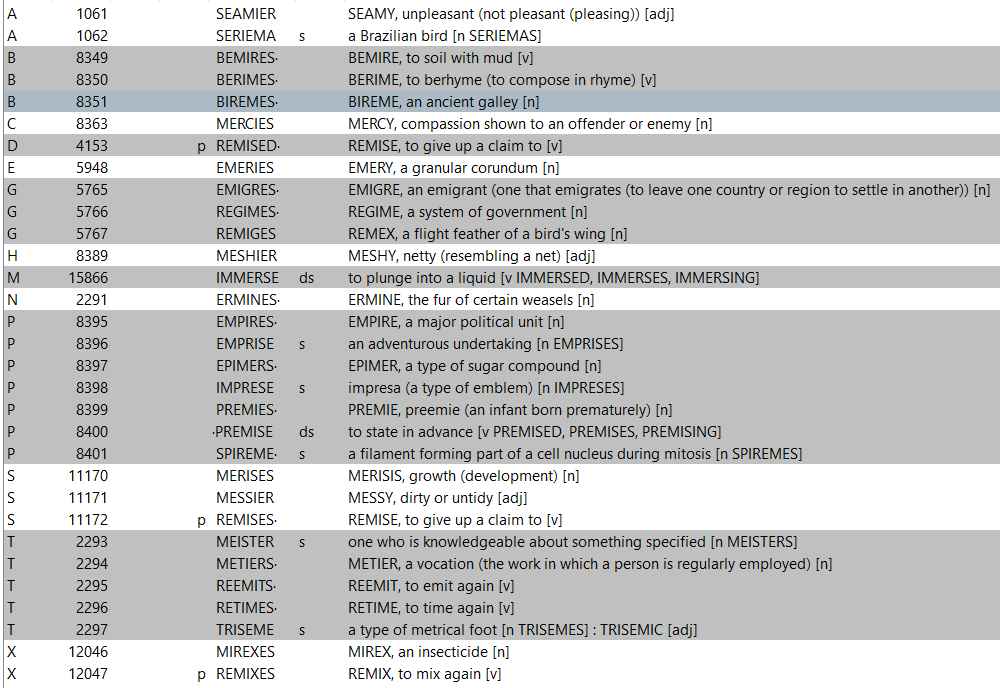 A 1061 SEAMIER SEAMY, unpleasant (not pleasant (pleasing)) [adj]
A 1062 SERIEMA s a Brazilian bird [n SERIEMAS]
B 8349 BEMIRES· BEMIRE, to soil with mud [v]
B 8350 BERIMES· BERIME, to berhyme (to compose in rhyme) [v]
B 8351 BIREMES· BIREME, an ancient galley [n]
C 8363 MERCIES MERCY, compassion shown to an offender or enemy [n]
D 4153 p REMISED· REMISE, to give up a claim to [v]
E 5948 EMERIES EMERY, a granular corundum [n]
G 5765 EMIGRES· EMIGRE, an emigrant (one that emigrates (to leave one country or region to settle in another)) [n]
G 5766 REGIMES· REGIME, a system of government [n]
G 5767 REMIGES REMEX, a flight feather of a bird's wing [n]
H 8389 MESHIER MESHY, netty (resembling a net) [adj]
M 15866 IMMERSE ds to plunge into a liquid [v IMMERSED, IMMERSES, IMMERSING]
N 2291 ERMINES· ERMINE, the fur of certain weasels [n]
P 8395 EMPIRES· EMPIRE, a major political unit [n]
P 8396 EMPRISE s an adventurous undertaking [n EMPRISES]
P 8397 EPIMERS· EPIMER, a type of sugar compound [n]
P 8398 IMPRESE s impresa (a type of emblem) [n IMPRESES]
P 8399 PREMIES· PREMIE, preemie (an infant born prematurely) [n]
P 8400 ·PREMISE ds to state in advance [v PREMISED, PREMISES, PREMISING]
P 8401 SPIREME· s a filament forming part of a cell nucleus during mitosis [n SPIREMES]
S 11170 MERISES MERISIS, growth (development) [n]
S 11171 MESSIER MESSY, dirty or untidy [adj]
S 11172 p REMISES· REMISE, to give up a claim to [v]
T 2293 MEISTER s one who is knowledgeable about something specified [n MEISTERS]
T 2294 METIERS· METIER, a vocation (the work in which a person is regularly employed) [n]
T 2295 REEMITS· REEMIT, to emit again [v]
T 2296 RETIMES· RETIME, to time again [v]
T 2297 TRISEME s a type of metrical foot [n TRISEMES] : TRISEMIC [adj]
X 12046 MIREXES MIREX, an insecticide [n]
X 12047 p REMIXES REMIX, to mix again [v]